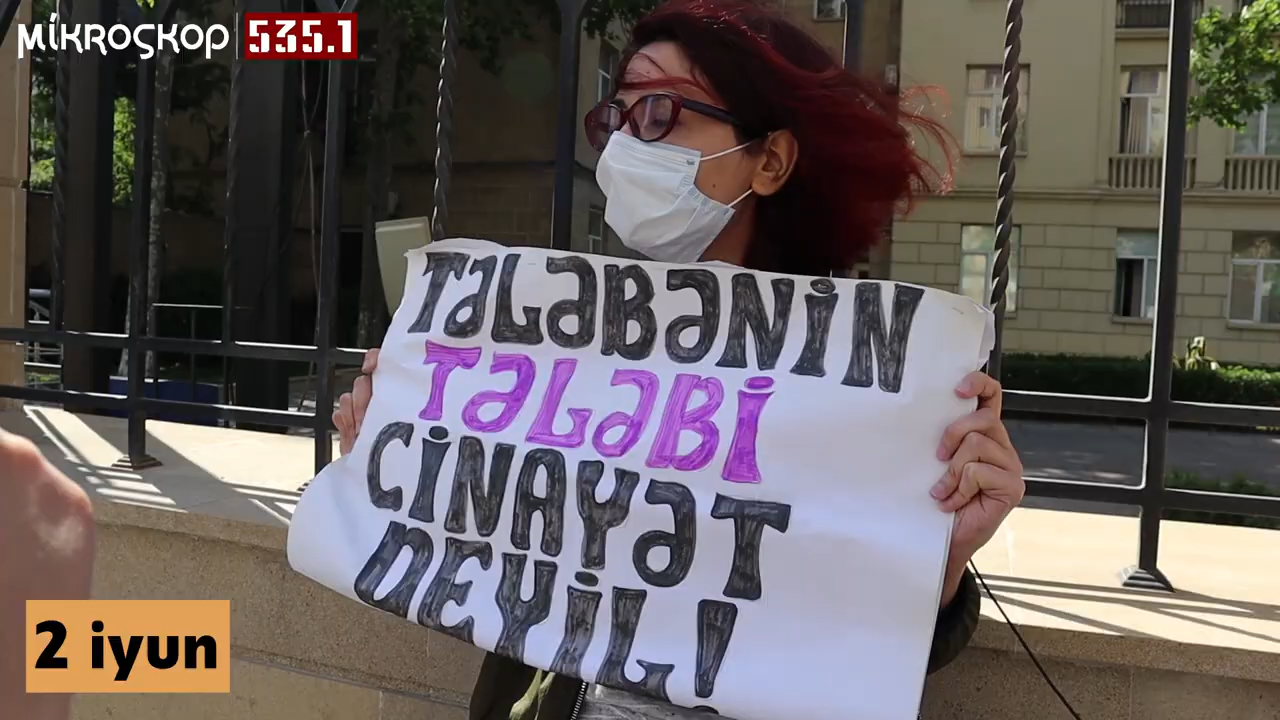 MİKROSKOP 535.1
TƏLƏBƏNİN
TƏLƏBİ
CİNAYƏT
DEYİL!
2 iyun